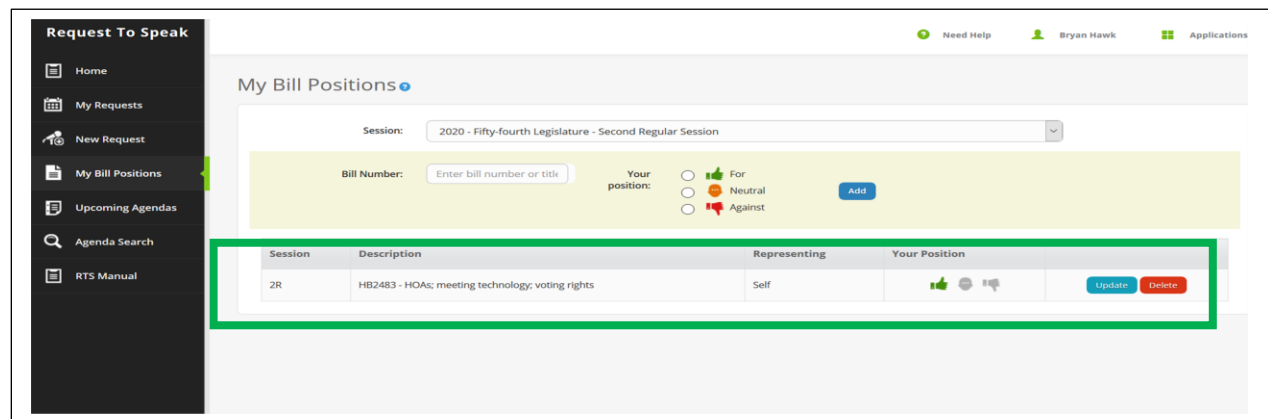 Request To Speak
Need Help
Bryan Hawk
Applications
Home
My Requests
New Request
My Bill Positions
Upcoming Agendas
Agenda Search
RTS Manual
My Bill Positions
Session:
2020 - Fifty-fourth Legislature - Second Regular Session
Bill Number:
Enter bill number or title
Your position:
For
Neutral
Against
Add
Session Description Representing Your Position
2R HB2483 - HOAs; meeting technology; voting rights Self Update Delete